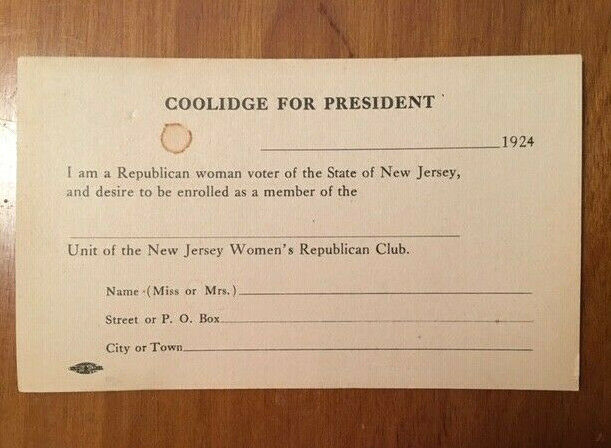 COOLIDGE FOR PRESIDENT
1924
I am a Republican woman voter of the State of New Jersey,
and desire to be enrolled as a member of the
Unit of the New Jersey Women's Republican Club.
Name (Miss or Mrs.)
Street or P. O. Box
City or Town